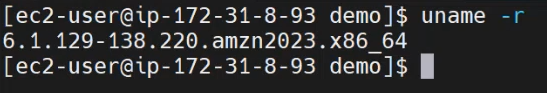 [ec2-user@ip-172-31-8-93 demo]$ uname -r
6.1.129-138.220.amzn2023.x86_64
[ec2-user@ip-172-31-8-93 demo]$